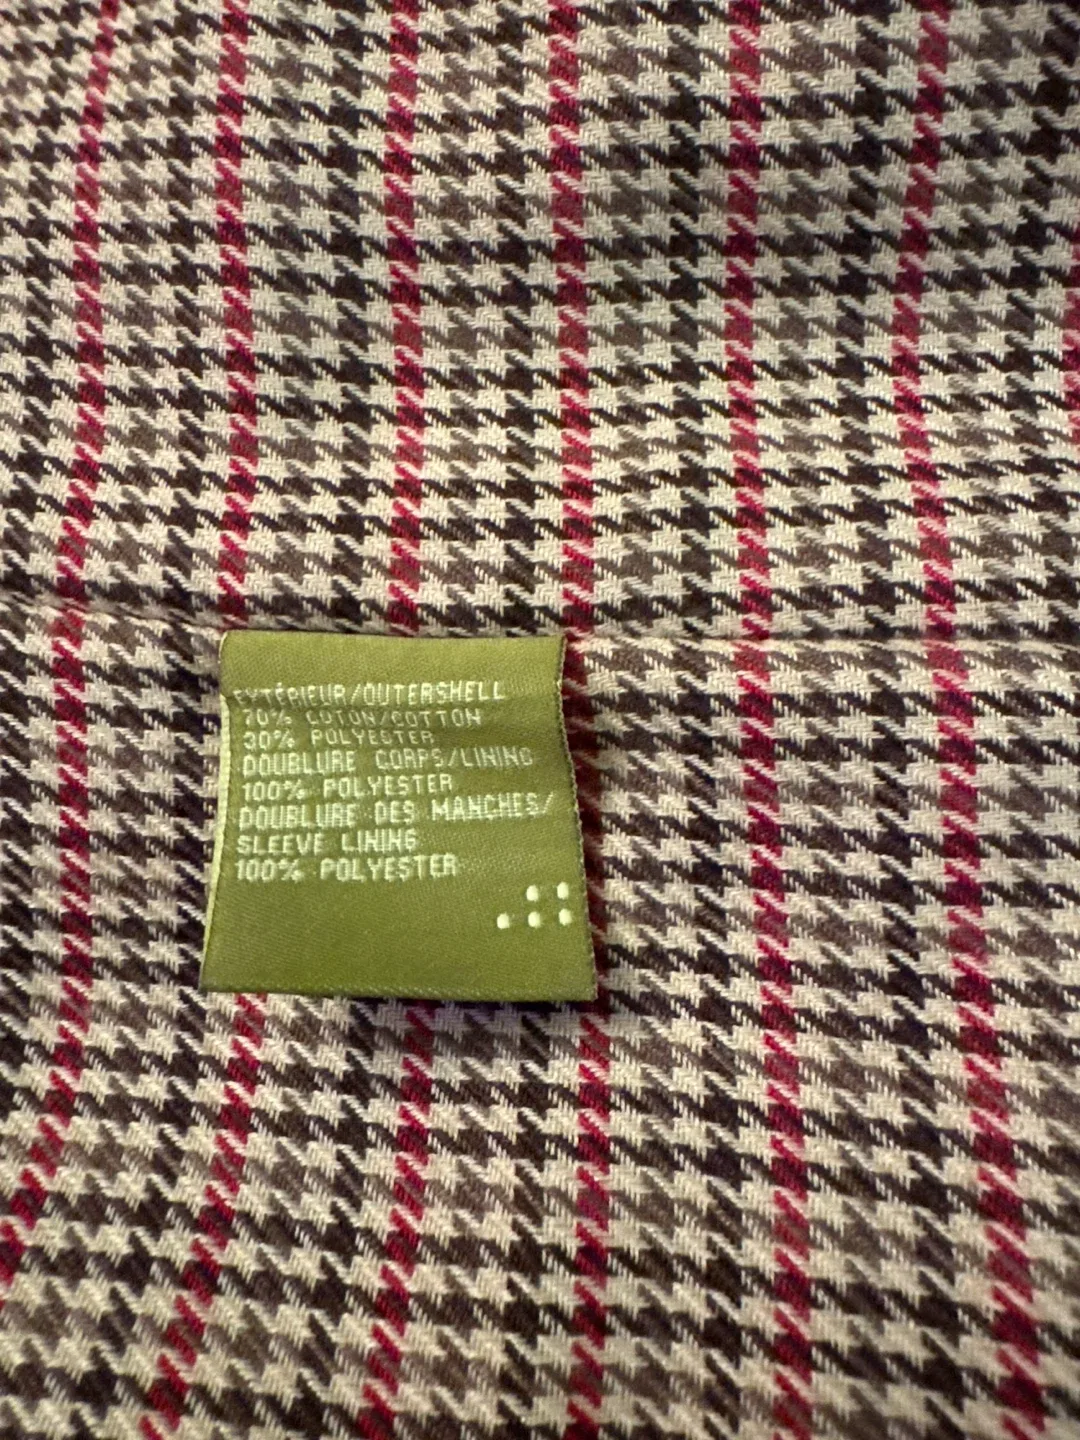 EXTÉRIEUR/OUTERSHELL
70% COTON/COTTON
30% POLYESTER
DOUBLURE CORPS/LINING
100% POLYESTER
DOUBLURE DES MANCHES/
SLEEVE LINING
100% POLYESTER